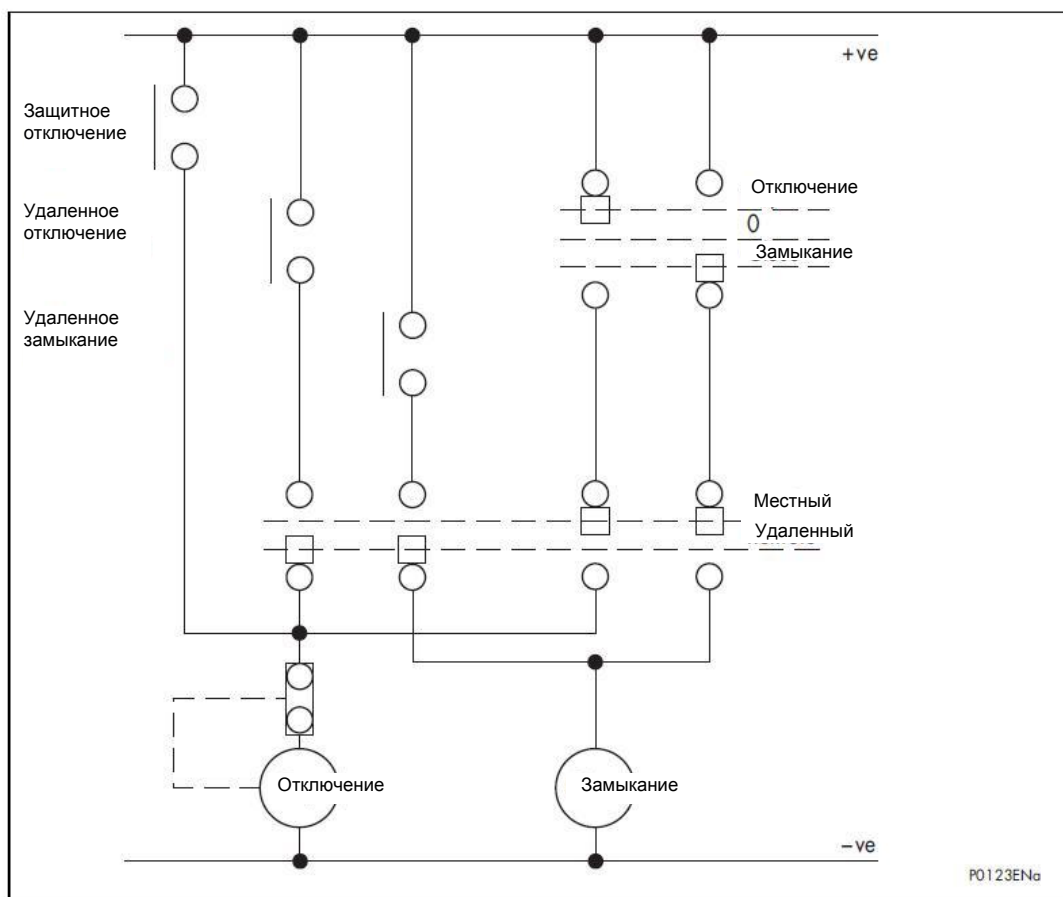 +ve
Защитное
отключение
Удаленное
отключение
Удаленное
замыкание
Отключение
0
Замыкание
Местный
Удаленный
Отключение
Замыкание
−ve
P0123ENa